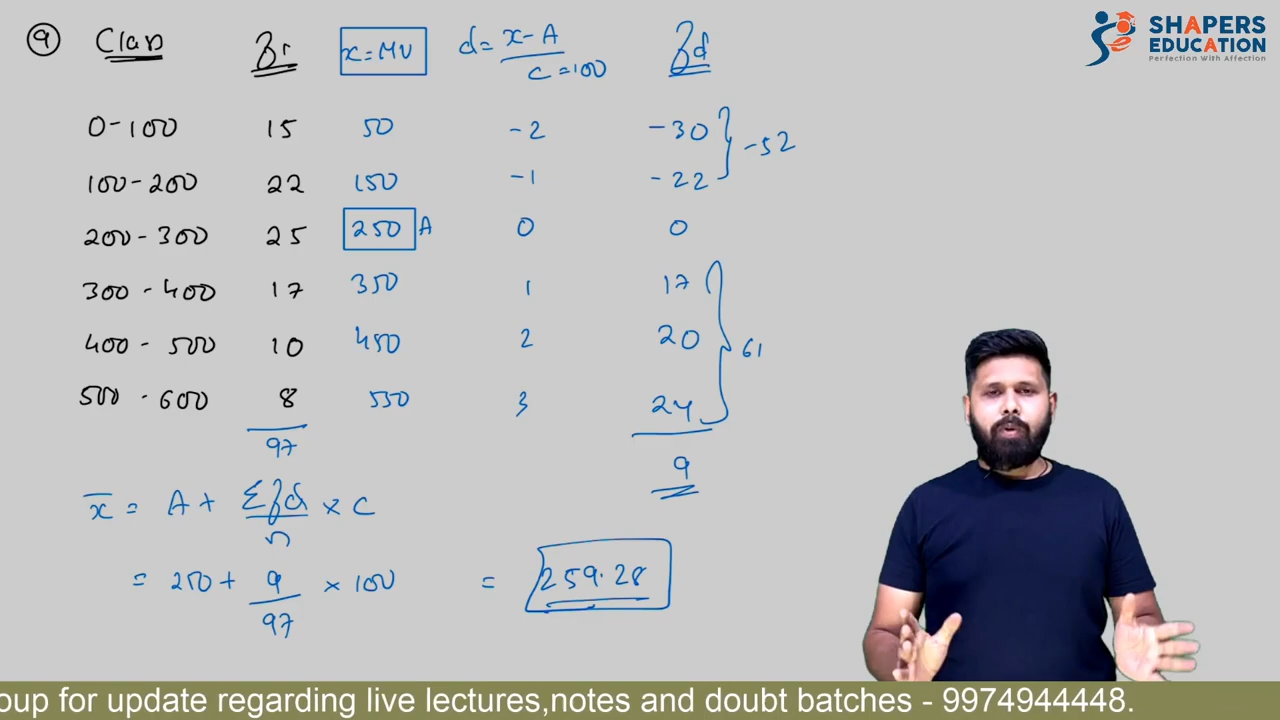 9 Class fr x=MV d= x-A / c=100 fd
SHAPERS
EDUCATION
Perfection With Affection
0-100 15 50 -2 -30
-52
100-200 22 150 -1 -22
200-300 25 250 A 0 0
300-400 17 350 1 17
400-500 10 450 2 20
61
500-600 8 550 3 24
97 9
x̄ = A + Σfd / n × C
= 250 + 9 / 97 × 100 = 259.28
oup for update regarding live lectures,notes and doubt batches - 9974944448.